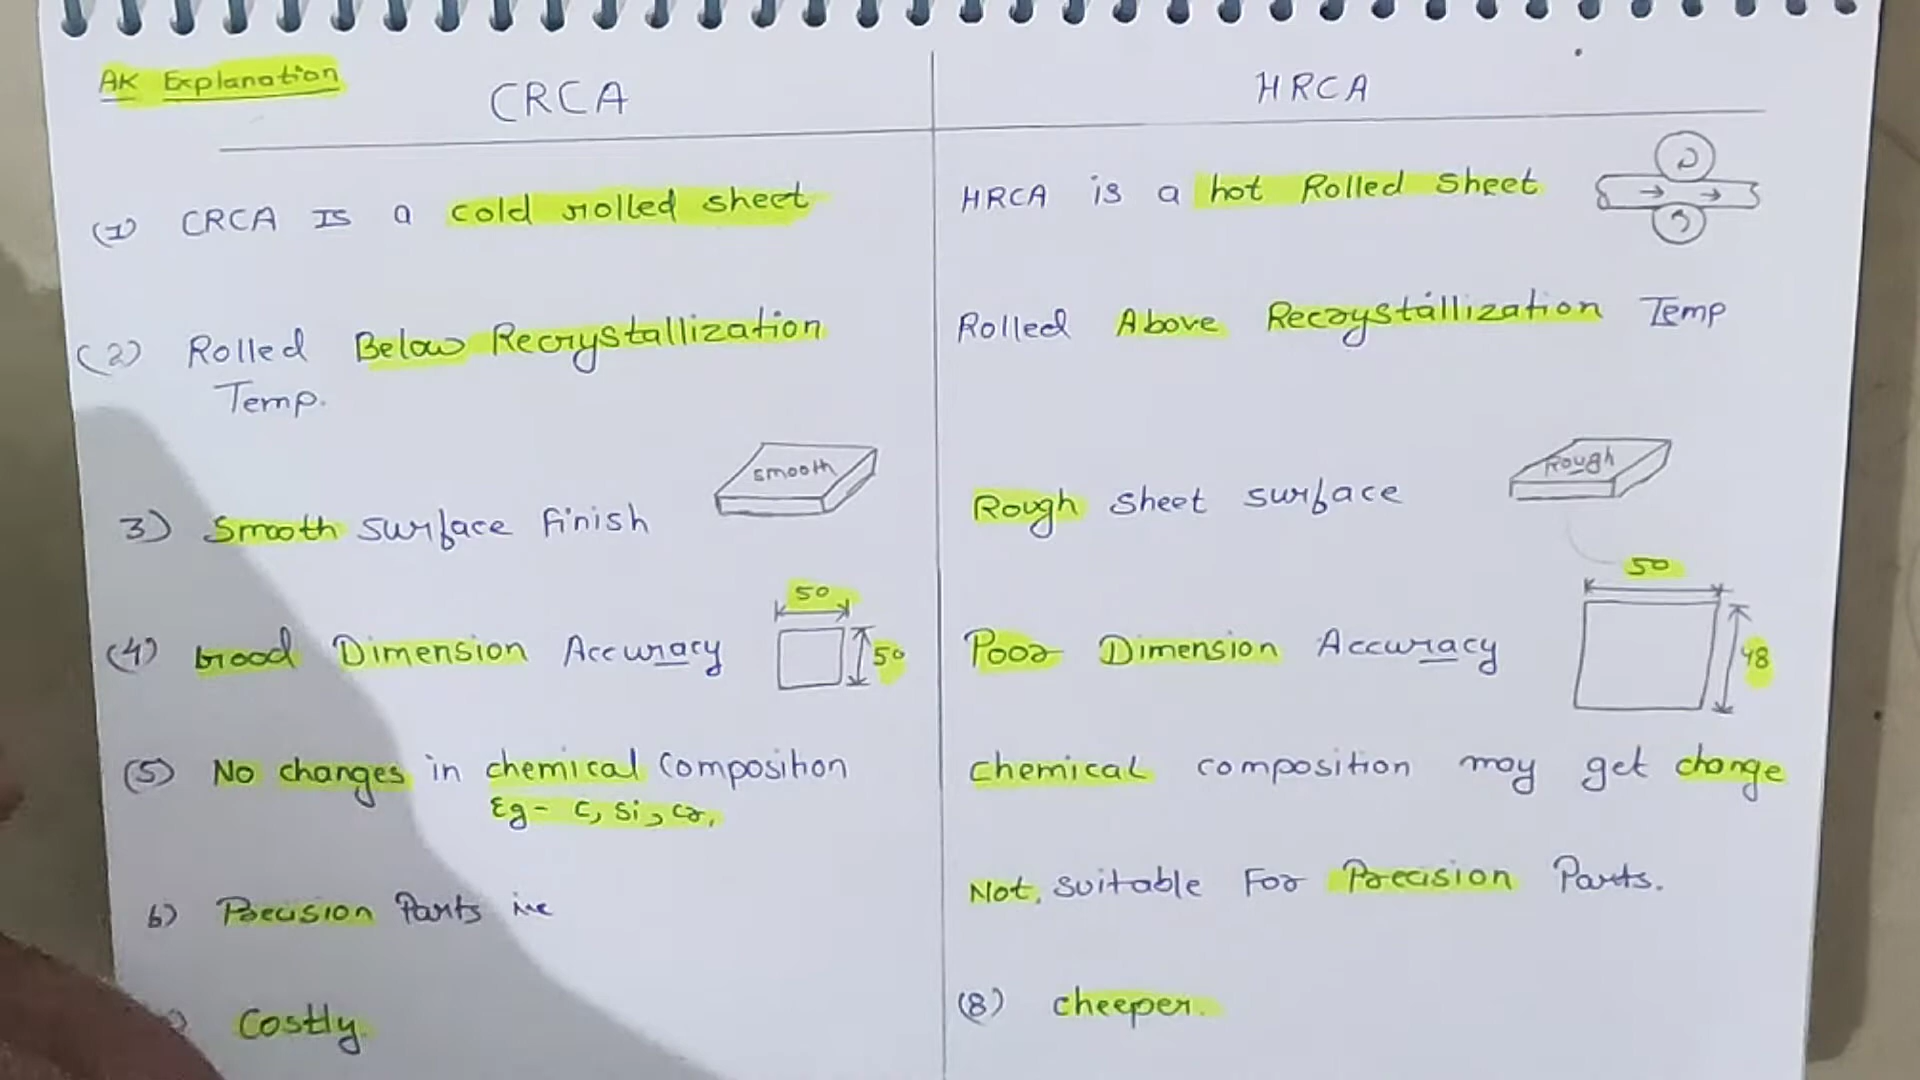 AK Explanation
CRCA
HRCA
(1) CRCA Is a cold rolled sheet
HRCA is a hot Rolled Sheet
(2) Rolled Below Recrystallization
Temp.
Rolled Above Recrystallization Temp
smooth
3) Smooth surface finish
Rough
Rough sheet surface
50
(4) Good Dimension Accuracy
50
50
Poor Dimension Accuracy
48
(5) No changes in chemical composition
Eg- C, Si, Cr,
chemical composition may get change
6) Precision Parts
Not, suitable For Precision Parts.
Costly.
(8) cheeper.